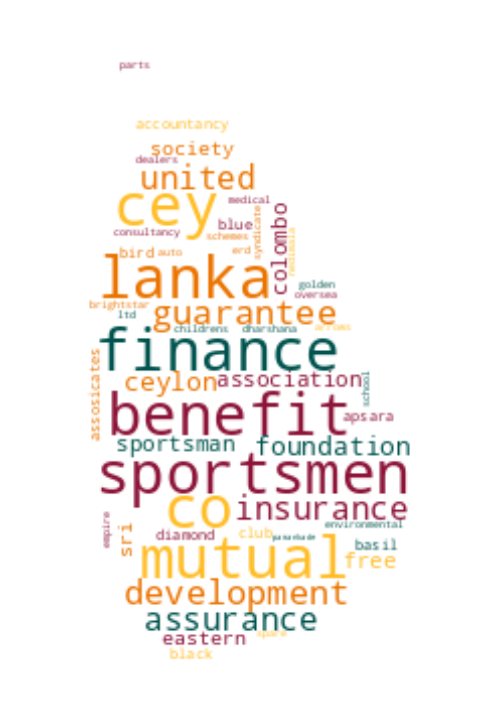 parts
accountancy
society
dealers
united
medical
cey
blue
colombo
consultancy
schemes
syndicate
bird
auto
erd
lanka
golden
oversea
brightstar
guarantee
ltd
childrens
dharshana
arrows
finance
assosicates
ceylon
association
school
benefit
apsara
sportsman
foundation
sportsmen
co
insurance
empire
sri
diamond
club
environmental
basil
mutual
free
development
assurance
eastern
spare
black